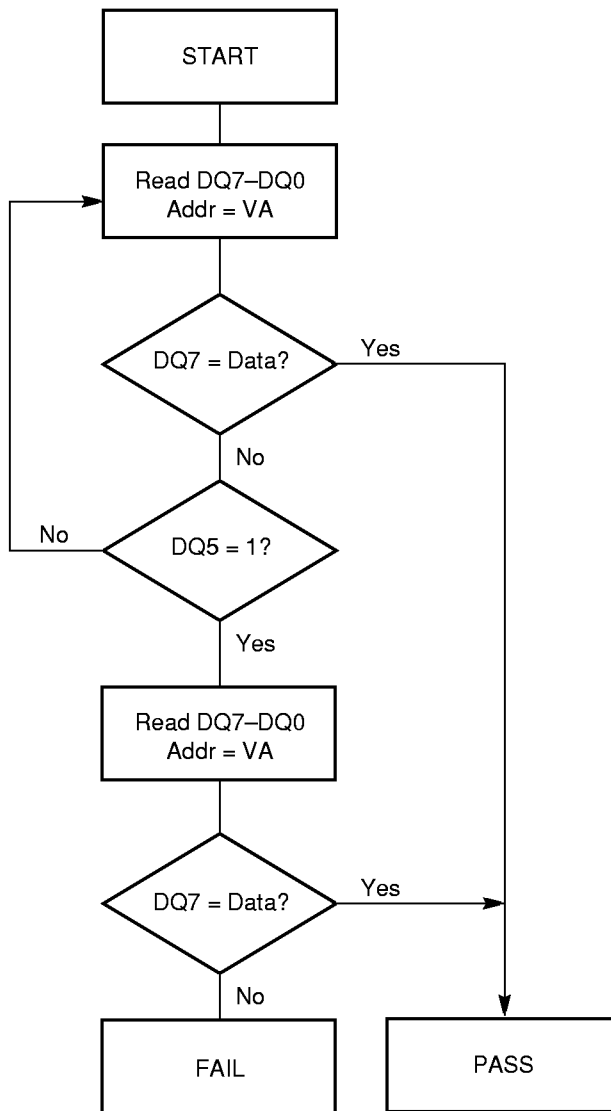 START
Read DQ7–DQ0
Addr = VA
DQ7 = Data?
Yes
No
No
DQ5 = 1?
Yes
Read DQ7–DQ0
Addr = VA
DQ7 = Data?
Yes
No
FAIL
PASS